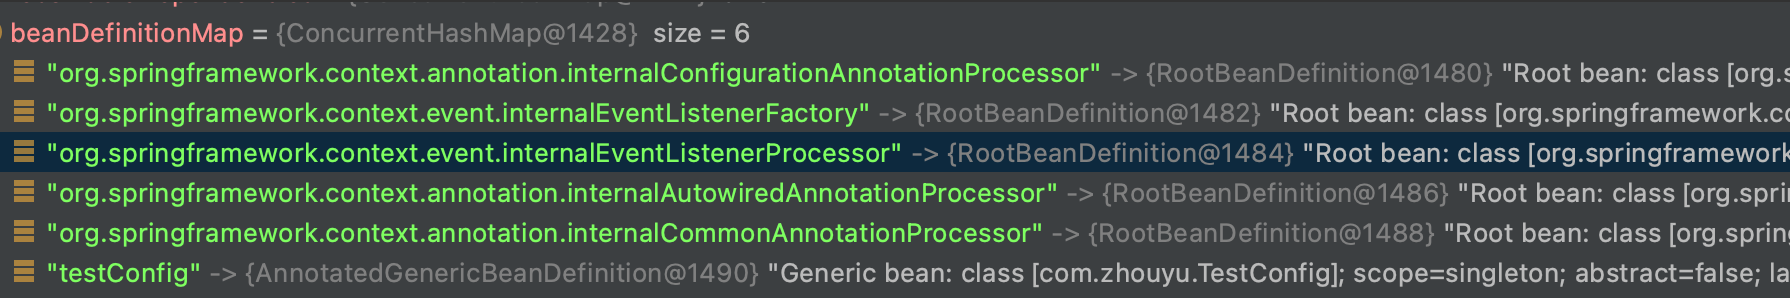 beanDefinitionMap = {ConcurrentHashMap@1428} size = 6
"org.springframework.context.annotation.internalConfigurationAnnotationProcessor" -> {RootBeanDefinition@1480} "Root bean: class [org.s
"org.springframework.context.event.internalEventListenerFactory" -> {RootBeanDefinition@1482} "Root bean: class [org.springframework.co
"org.springframework.context.event.internalEventListenerProcessor" -> {RootBeanDefinition@1484} "Root bean: class [org.springframework
"org.springframework.context.annotation.internalAutowiredAnnotationProcessor" -> {RootBeanDefinition@1486} "Root bean: class [org.spri
"org.springframework.context.annotation.internalCommonAnnotationProcessor" -> {RootBeanDefinition@1488} "Root bean: class [org.spring
"testConfig" -> {AnnotatedGenericBeanDefinition@1490} "Generic bean: class [com.zhouyu.TestConfig]; scope=singleton; abstract=false; la